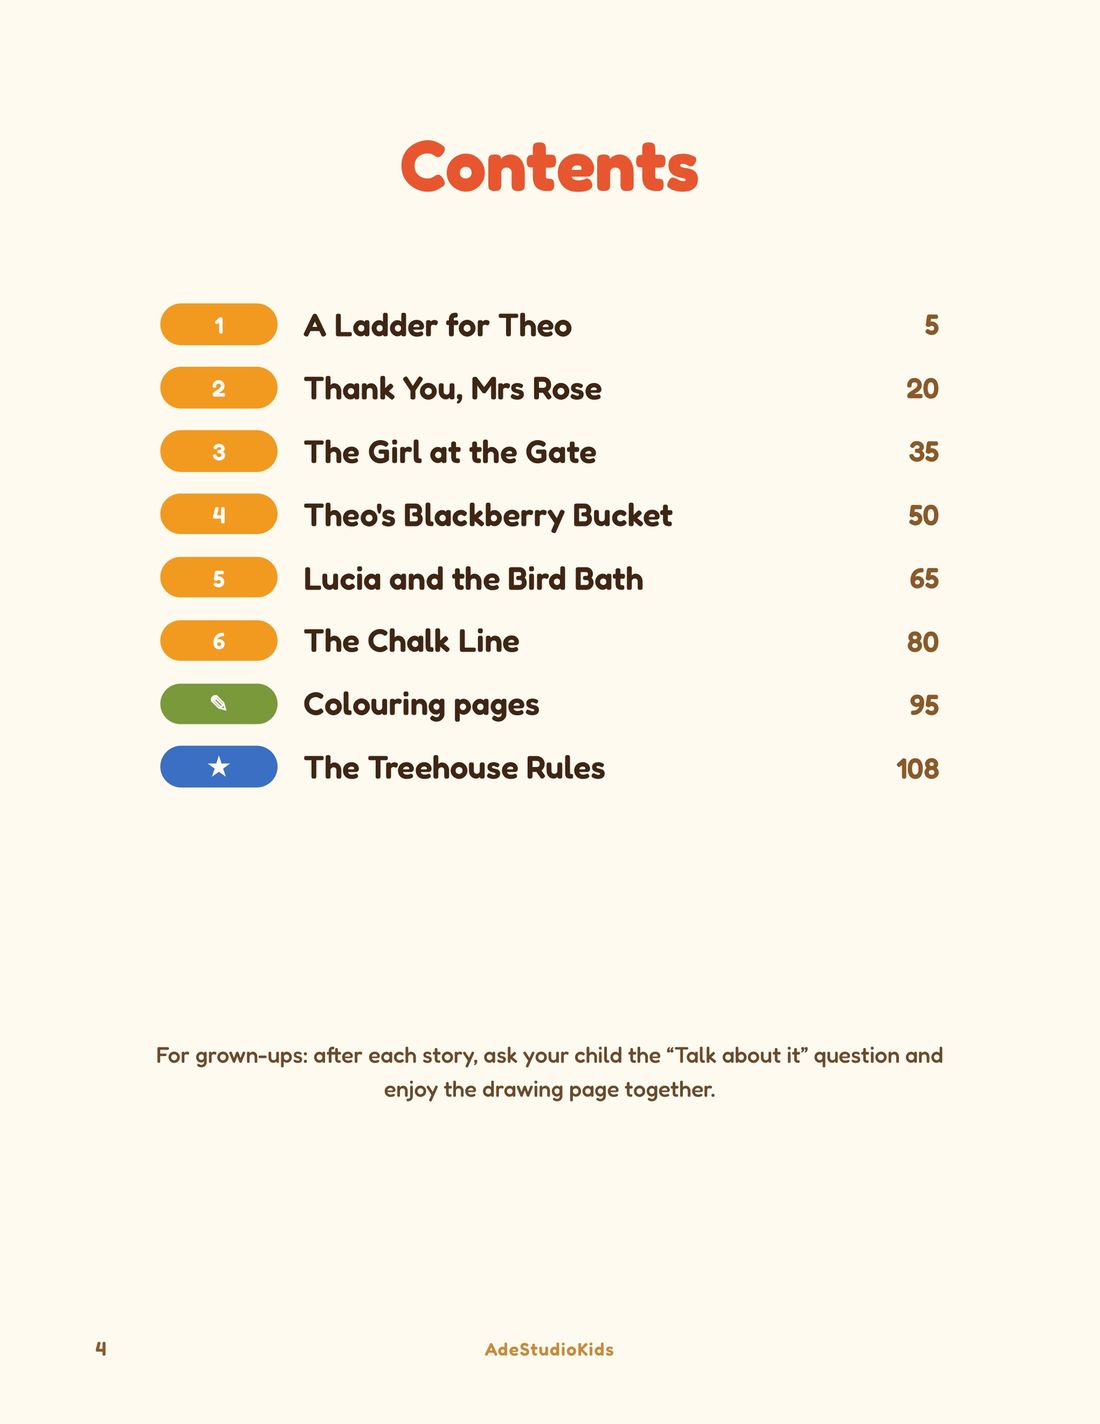 Contents
1 A Ladder for Theo 5
2 Thank You, Mrs Rose 20
3 The Girl at the Gate 35
4 Theo's Blackberry Bucket 50
5 Lucia and the Bird Bath 65
6 The Chalk Line 80
✎ Colouring pages 95
★ The Treehouse Rules 108
For grown-ups: after each story, ask your child the “Talk about it” question and
enjoy the drawing page together.
4 AdeStudioKids